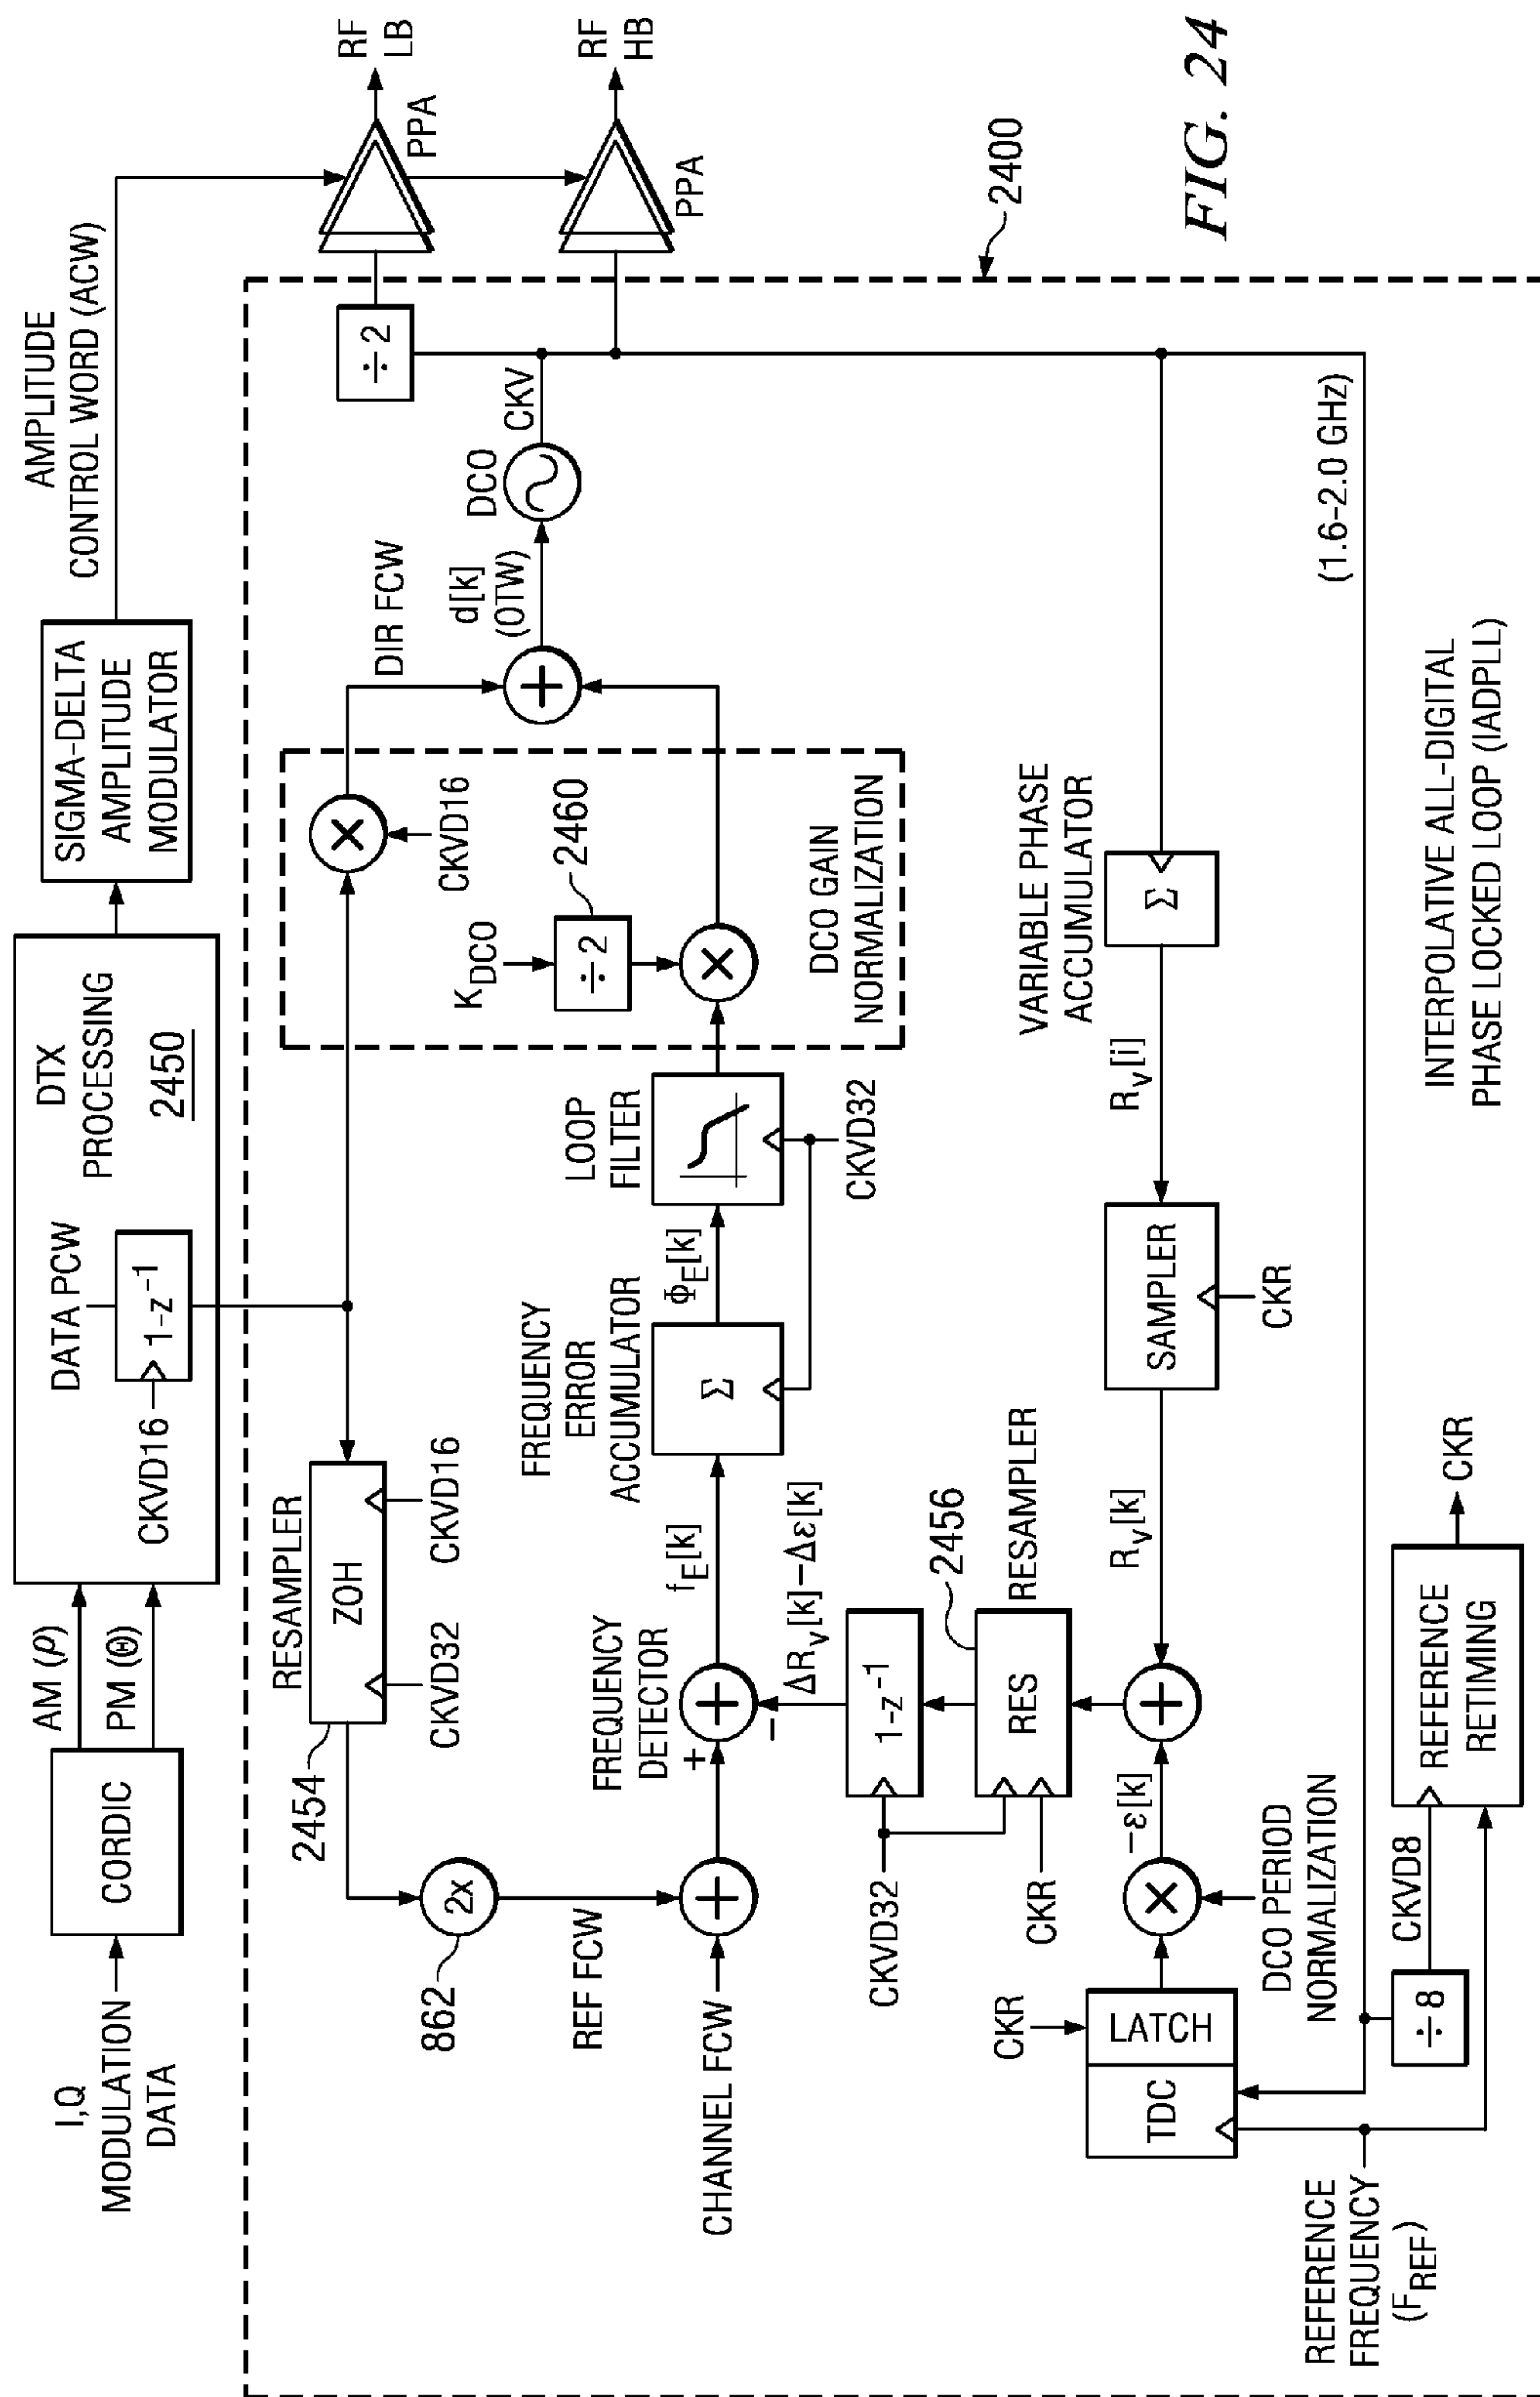 I,Q
MODULATION
DATA
CORDIC
AM (ρ)
PM (Θ)
DTX
PROCESSING
2450
DATA PCW
1-z⁻¹
CKVD16
SIGMA-DELTA
AMPLITUDE
MODULATOR
AMPLITUDE
CONTROL WORD (ACW)
RF
LB
PPA
RF
HB
PPA
÷2
2400
RESAMPLER
ZOH
CKVD32
CKVD16
2454
2x
862
REF FCW
CHANNEL FCW
+
+
FREQUENCY
DETECTOR
+
−
f_E[k]
FREQUENCY
ERROR
ACCUMULATOR
Σ
Φ_E[k]
LOOP
FILTER
CKVD32
×
CKVD16
K_DCO
÷2
2460
×
DCO GAIN
NORMALIZATION
DIR FCW
+
d[k]
(OTW)
DCO
CKV
ΔR_v[k]−Δε[k]
1-z⁻¹
CKVD32
RES
2456
RESAMPLER
CKR
CKR
TDC
LATCH
×
DCO PERIOD
NORMALIZATION
−ε[k]
+
R_v[k]
SAMPLER
CKR
R_v[i]
VARIABLE PHASE
ACCUMULATOR
Σ
(1.6−2.0 GHz)
REFERENCE
FREQUENCY
(F_REF)
÷8
CKVD8
REFERENCE
RETIMING
CKR
INTERPOLATIVE ALL-DIGITAL
PHASE LOCKED LOOP (IADPLL)
FIG. 24